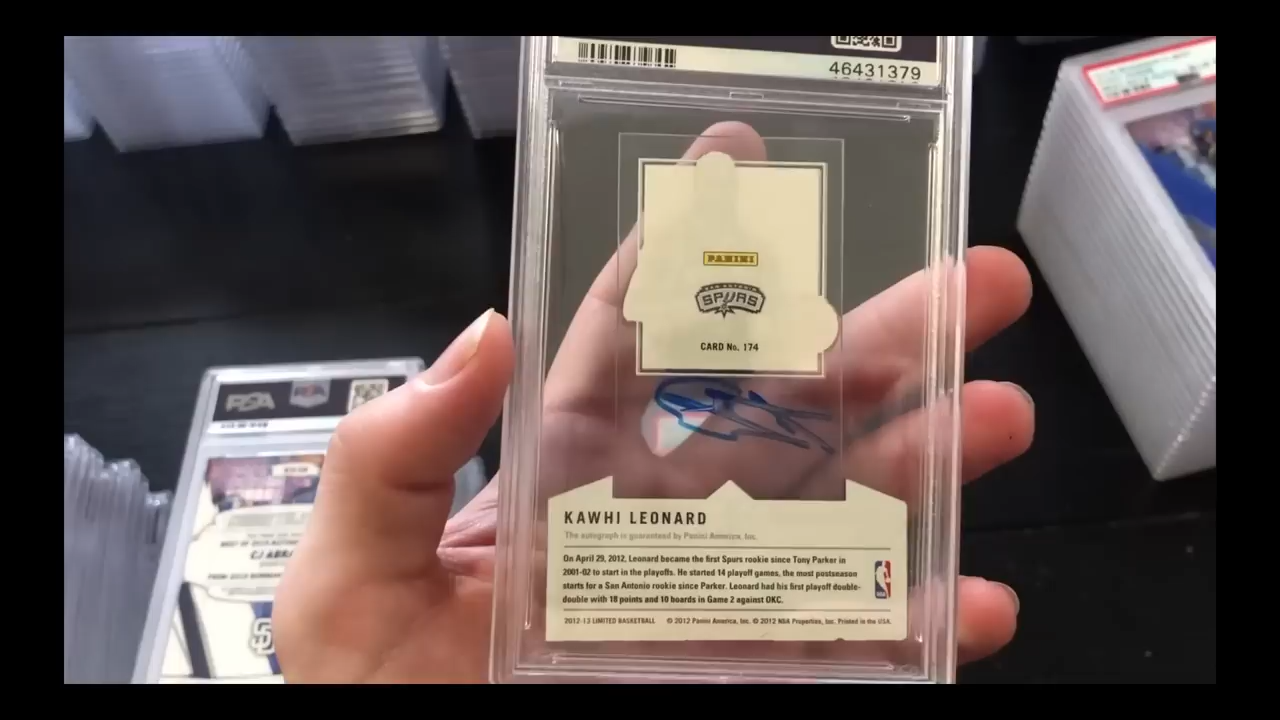 46431379
PANINI
SAN ANTONIO
SPURS
CARD No. 174
PSA
KAWHI LEONARD
The autograph is guaranteed by Panini America, Inc.
On April 29, 2012, Leonard became the first Spurs rookie since Tony Parker in
2001-02 to start in the playoffs. He started 14 playoff games, the most postseason
starts for a San Antonio rookie since Parker. Leonard had his first playoff double-
double with 18 points and 10 boards in Game 2 against OKC.
NBA
2012-13 LIMITED BASKETBALL © 2012 Panini America, Inc. © 2012 NBA Properties, Inc. Printed in the USA.
CJ ABRA